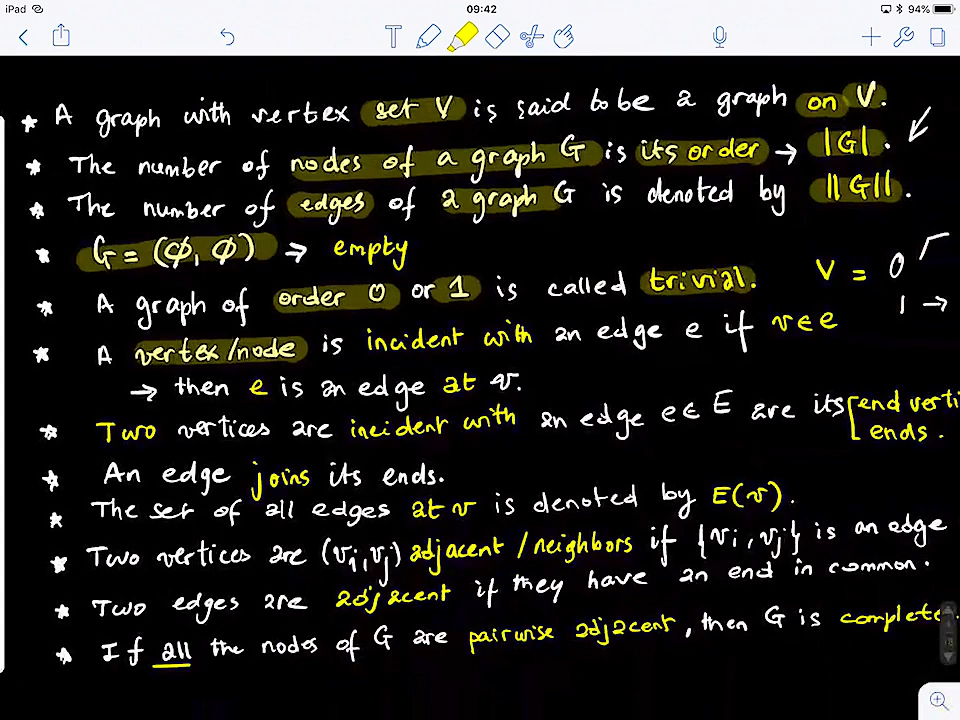 iPad 09:42 94%
* A graph with vertex set V is said to be a graph on V.
* The number of nodes of a graph G is its order → |G|.
* The number of edges of a graph G is denoted by ||G||.
* G = (ϕ, ϕ) → empty
* A graph of order 0 or 1 is called trivial. V = 0
1 →
* A vertex/node is incident with an edge e if v ∈ e
→ then e is an edge at v.
* Two vertices are incident with an edge e ∈ E are its end verti
ends.
* An edge joins its ends.
* The set of all edges at v is denoted by E(v).
* Two vertices are (vi, vj) adjacent/neighbors if {vi, vj} is an edge
* Two edges are adjacent if they have an end in common.
* If all the nodes of G are pairwise adjacent, then G is complete